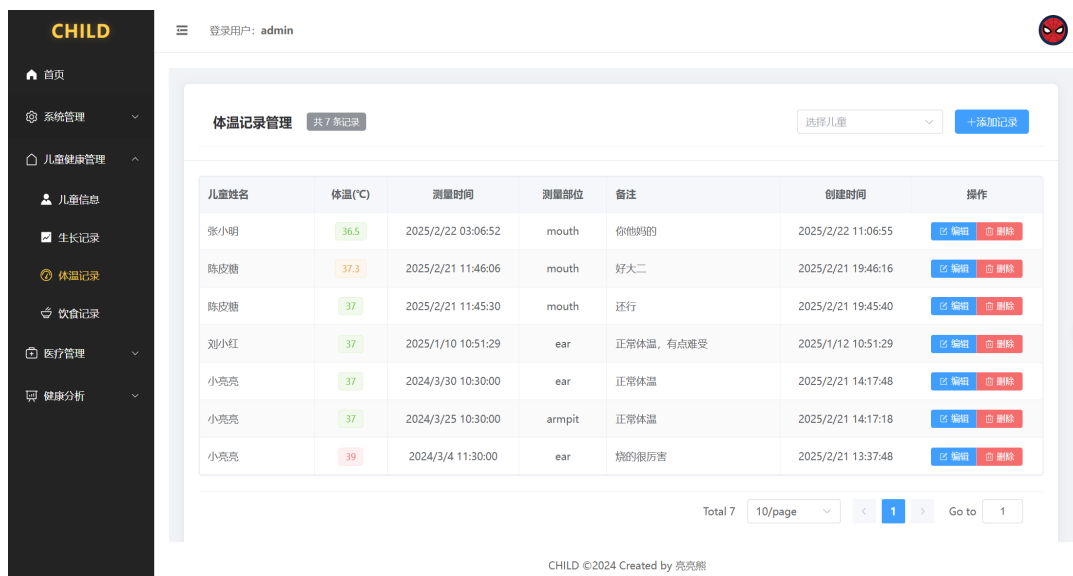 CHILD
登录用户：admin
首页
系统管理
儿童健康管理
儿童信息
生长记录
体温记录
饮食记录
医疗管理
健康分析
体温记录管理 共 7 条记录 选择儿童 +添加记录
儿童姓名 体温(℃) 测量时间 测量部位 备注 创建时间 操作
张小明 36.5 2025/2/22 03:06:52 mouth 你他妈的 2025/2/22 11:06:55 编辑 删除
陈皮糖 37.3 2025/2/21 11:46:06 mouth 好大二 2025/2/21 19:46:16 编辑 删除
陈皮糖 37 2025/2/21 11:45:30 mouth 还行 2025/2/21 19:45:40 编辑 删除
刘小红 37 2025/1/10 10:51:29 ear 正常体温，有点难受 2025/1/12 10:51:29 编辑 删除
小亮亮 37 2024/3/30 10:30:00 ear 正常体温 2025/2/21 14:17:48 编辑 删除
小亮亮 37 2024/3/25 10:30:00 armpit 正常体温 2025/2/21 14:17:18 编辑 删除
小亮亮 39 2024/3/4 11:30:00 ear 烧的很厉害 2025/2/21 13:37:48 编辑 删除
Total 7 10/page 1 Go to 1
CHILD ©2024 Created by 亮亮熊